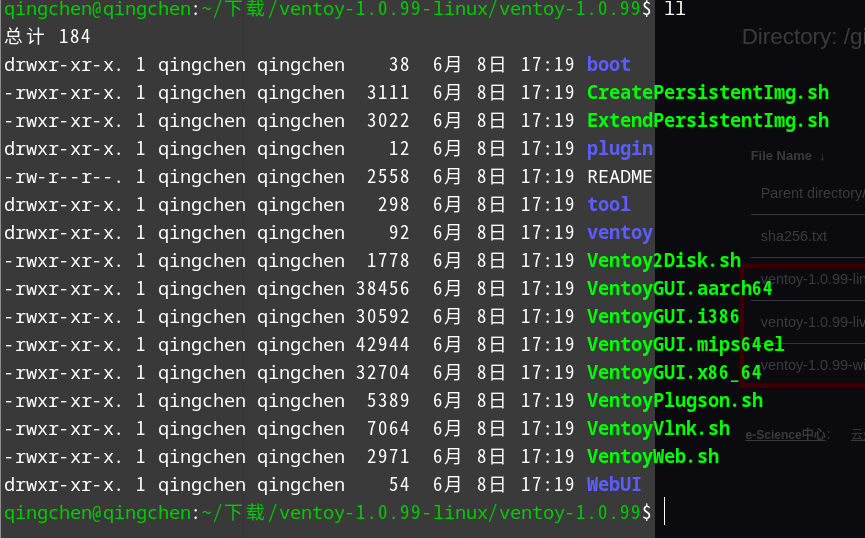 qingchen@qingchen:~/下载/ventoy-1.0.99-linux/ventoy-1.0.99$ ll
总计 184
drwxr-xr-x. 1 qingchen qingchen 38 6月 8日 17:19 boot
-rwxr-xr-x. 1 qingchen qingchen 3111 6月 8日 17:19 CreatePersistentImg.sh
-rwxr-xr-x. 1 qingchen qingchen 3022 6月 8日 17:19 ExtendPersistentImg.sh
drwxr-xr-x. 1 qingchen qingchen 12 6月 8日 17:19 plugin
-rw-r--r--. 1 qingchen qingchen 2558 6月 8日 17:19 README
drwxr-xr-x. 1 qingchen qingchen 298 6月 8日 17:19 tool
drwxr-xr-x. 1 qingchen qingchen 92 6月 8日 17:19 ventoy
-rwxr-xr-x. 1 qingchen qingchen 1778 6月 8日 17:19 Ventoy2Disk.sh
-rwxr-xr-x. 1 qingchen qingchen 38456 6月 8日 17:19 VentoyGUI.aarch64
-rwxr-xr-x. 1 qingchen qingchen 30592 6月 8日 17:19 VentoyGUI.i386
-rwxr-xr-x. 1 qingchen qingchen 42944 6月 8日 17:19 VentoyGUI.mips64el
-rwxr-xr-x. 1 qingchen qingchen 32704 6月 8日 17:19 VentoyGUI.x86_64
-rwxr-xr-x. 1 qingchen qingchen 5389 6月 8日 17:19 VentoyPlugson.sh
-rwxr-xr-x. 1 qingchen qingchen 7064 6月 8日 17:19 VentoyVlnk.sh
-rwxr-xr-x. 1 qingchen qingchen 2971 6月 8日 17:19 VentoyWeb.sh
drwxr-xr-x. 1 qingchen qingchen 54 6月 8日 17:19 WebUI
qingchen@qingchen:~/下载/ventoy-1.0.99-linux/ventoy-1.0.99$
Directory: /gi
File Name ↓
Parent directory/
sha256.txt
ventoy-1.0.99-lin
ventoy-1.0.99-liv
ventoy-1.0.99-wi
e-Science中心: